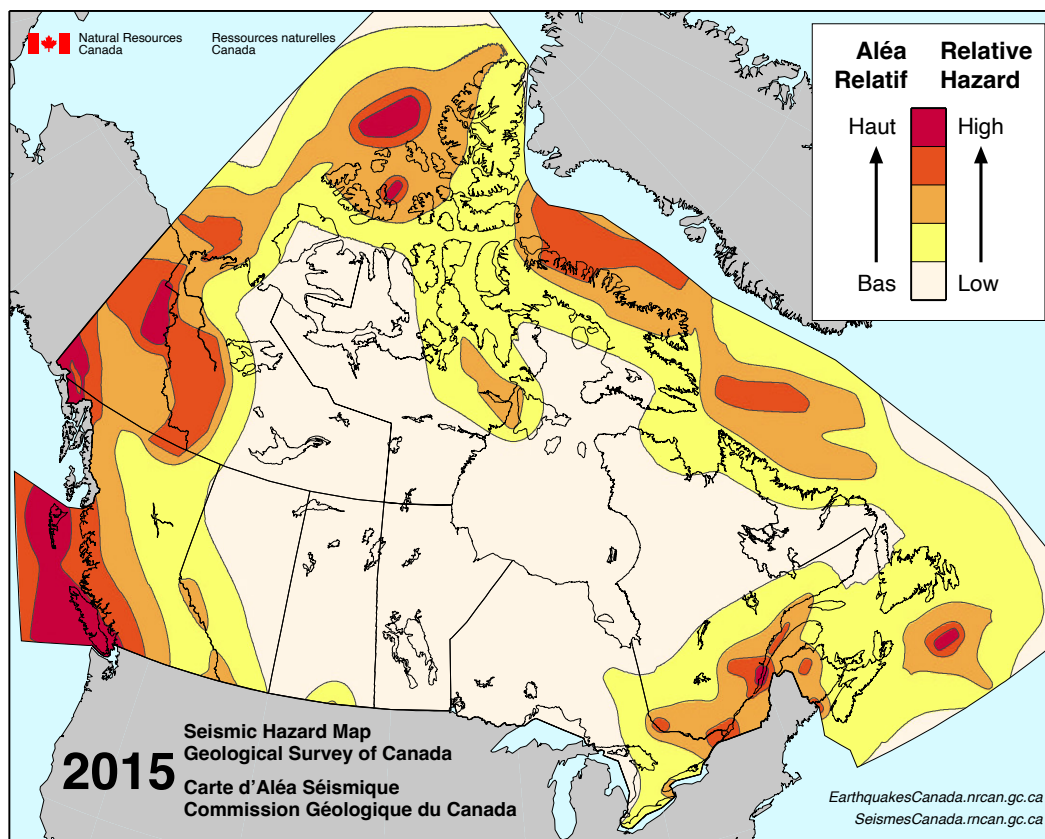 Natural Resources
Canada
Ressources naturelles
Canada
Aléa
Relatif
Relative
Hazard
Haut
High
Bas
Low
2015
Seismic Hazard Map
Geological Survey of Canada
Carte d'Aléa Séismique
Commission Géologique du Canada
EarthquakesCanada.nrcan.gc.ca
SeismesCanada.rncan.gc.ca